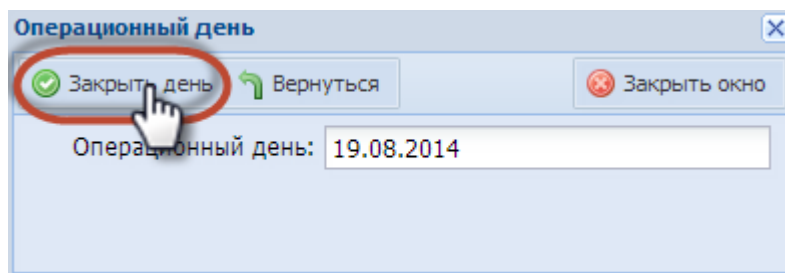 Операционный день
Закрыть день Вернуться Закрыть окно
Операционный день: 19.08.2014